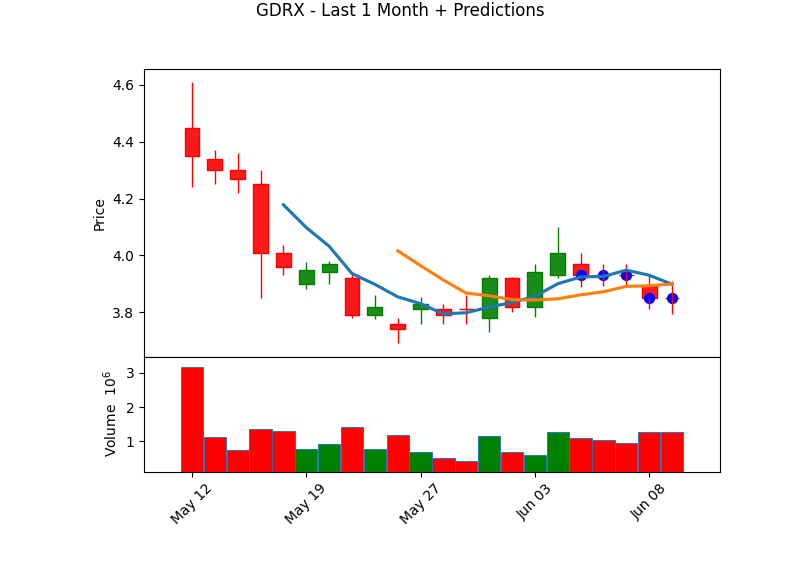 GDRX - Last 1 Month + Predictions
Price
4.6
4.4
4.2
4.0
3.8
Volume 10^6
3
2
1
May 12
May 19
May 27
Jun 03
Jun 08